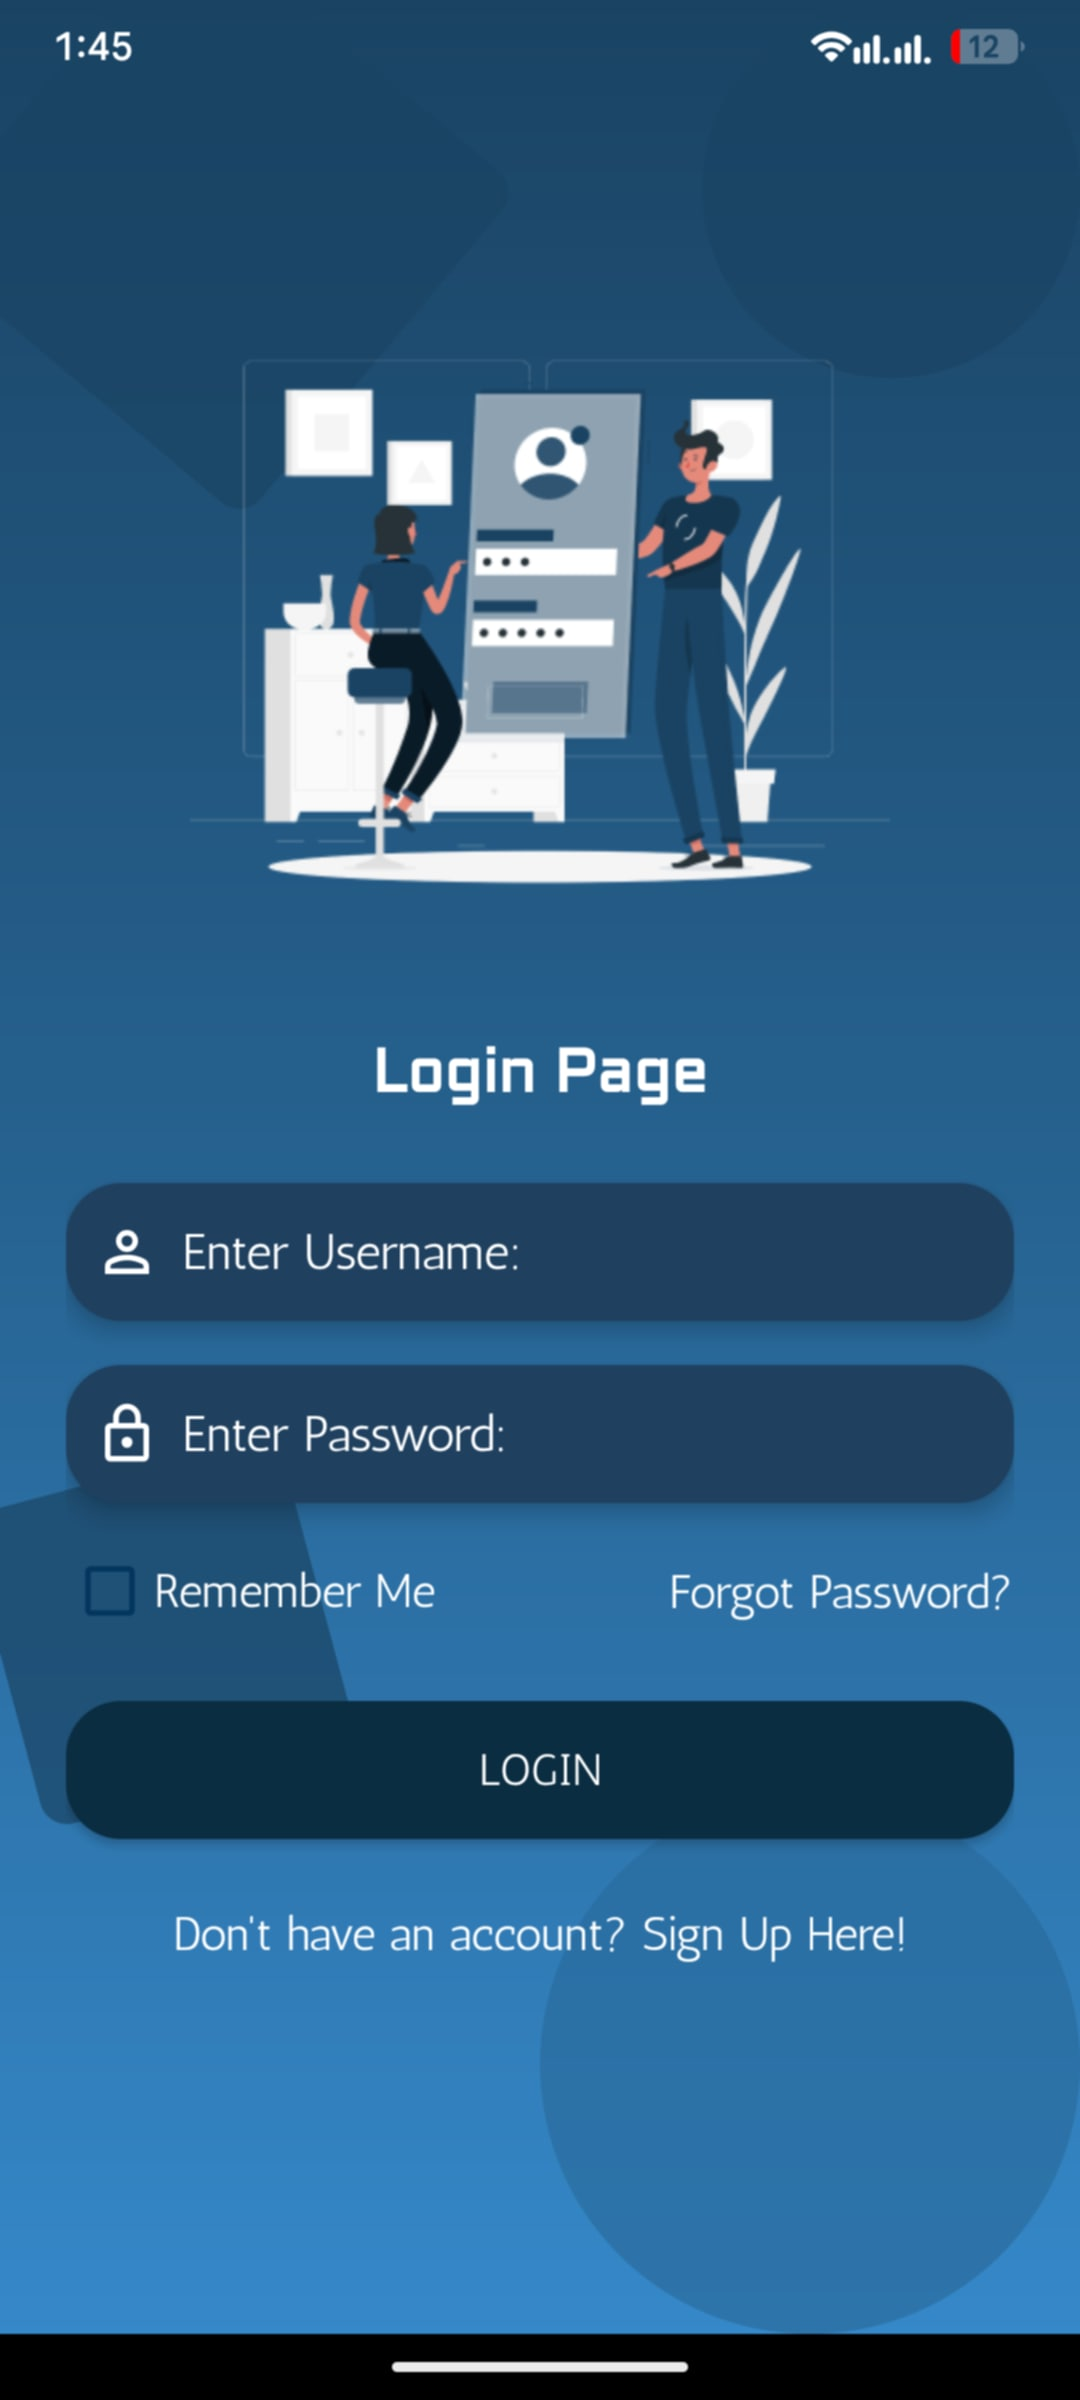 1:45
12
Login Page
Enter Username:
Enter Password:
Remember Me
Forgot Password?
LOGIN
Don't have an account? Sign Up Here!